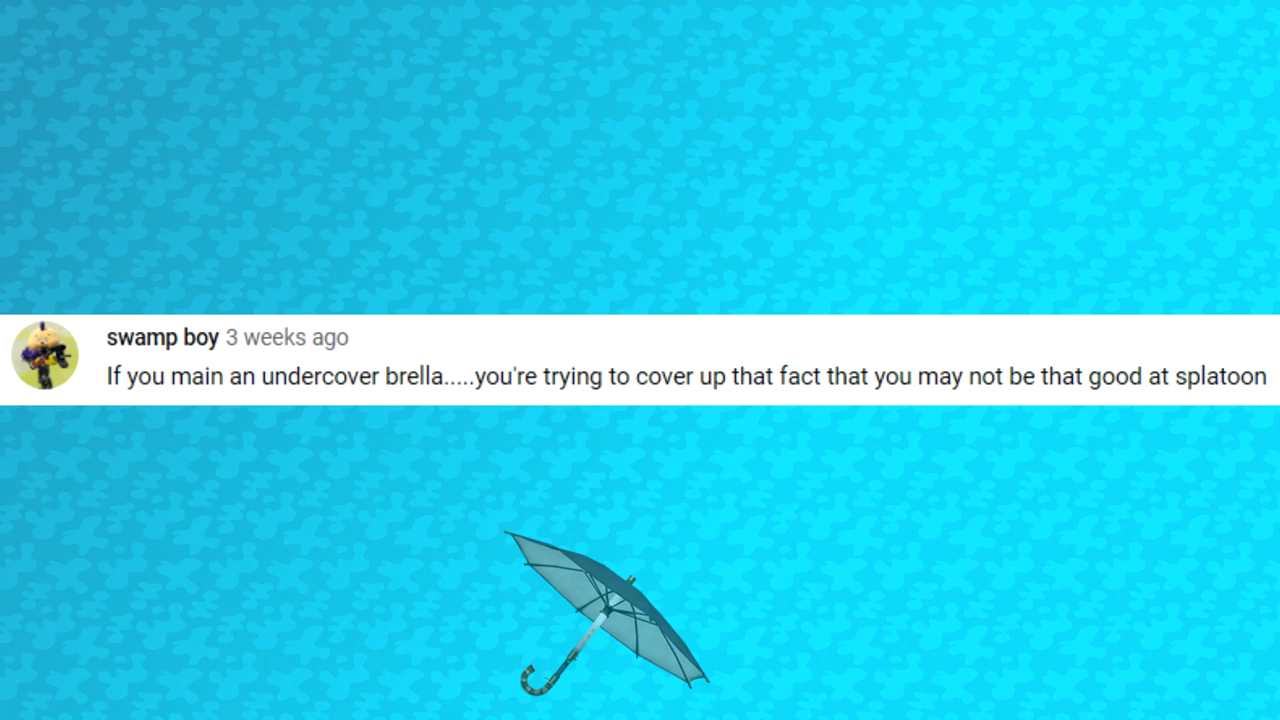 swamp boy 3 weeks ago
If you main an undercover brella.....you're trying to cover up that fact that you may not be that good at splatoon